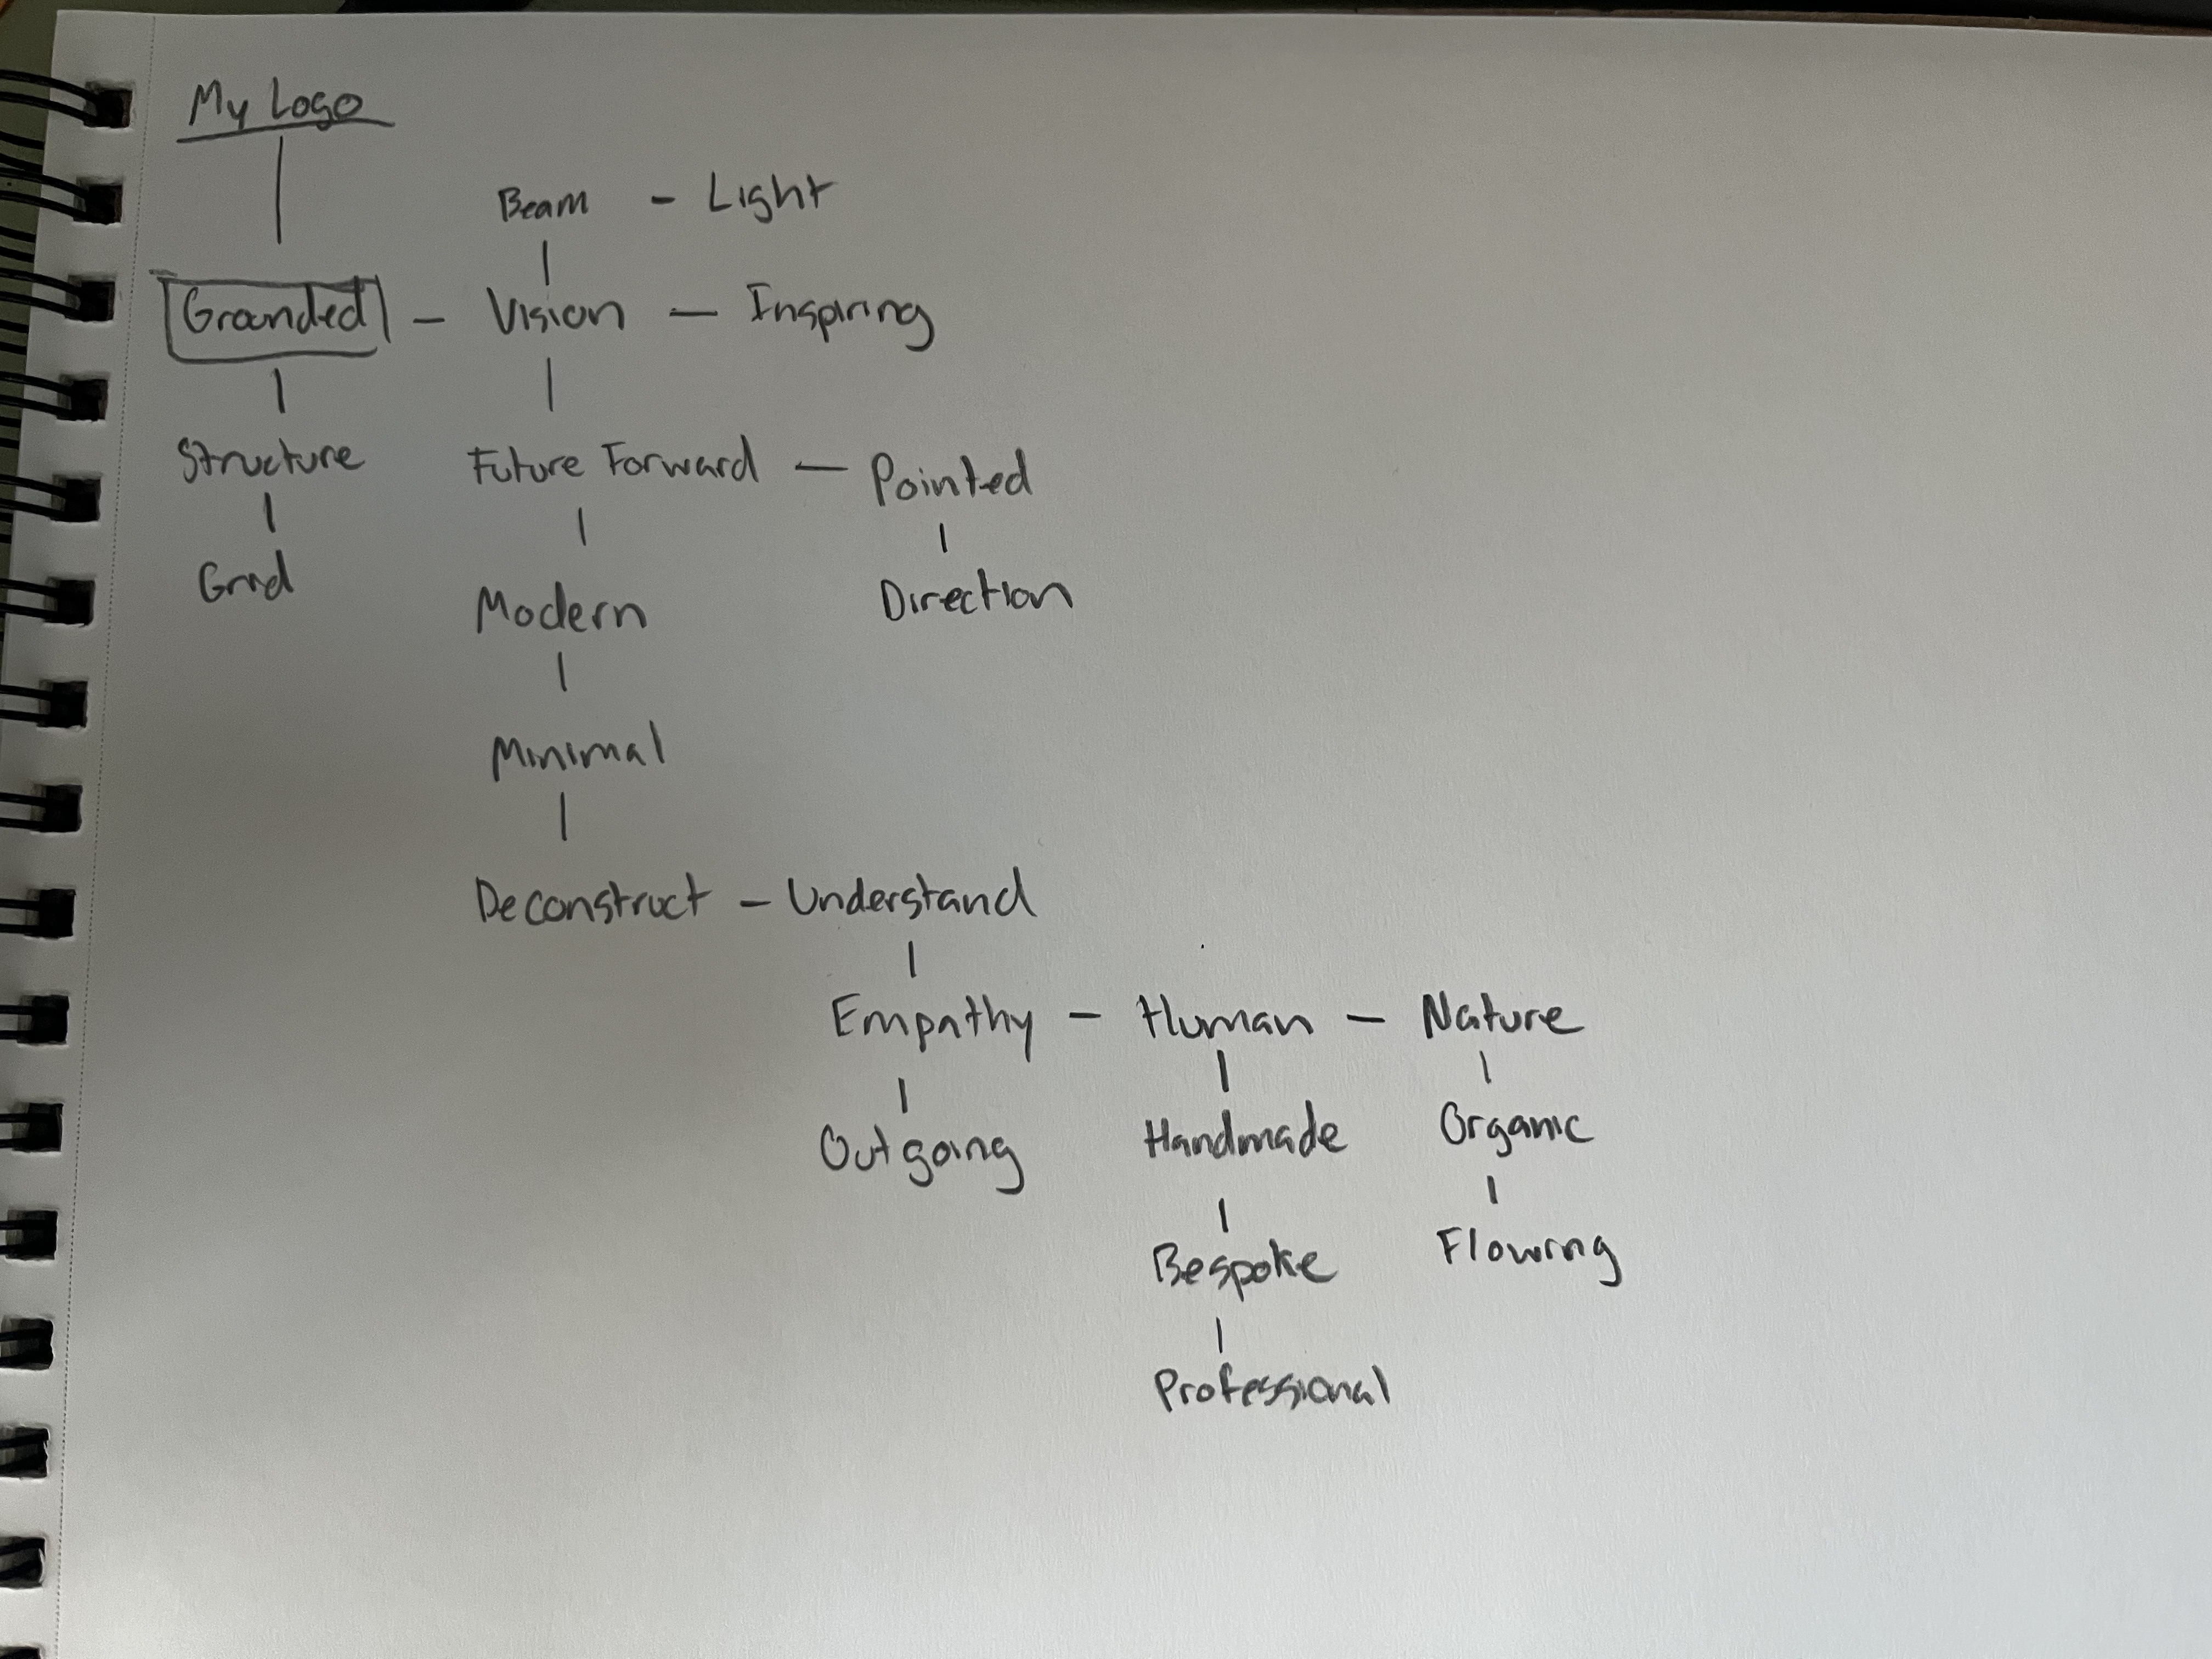 My Logo
Beam - Light
Grounded - Vision - Inspiring
Structure Future Forward - Pointed
Grid Modern Direction
Minimal
Deconstruct - Understand
Empathy - Human - Nature
Outgoing Handmade Organic
Bespoke Flowing
Professional